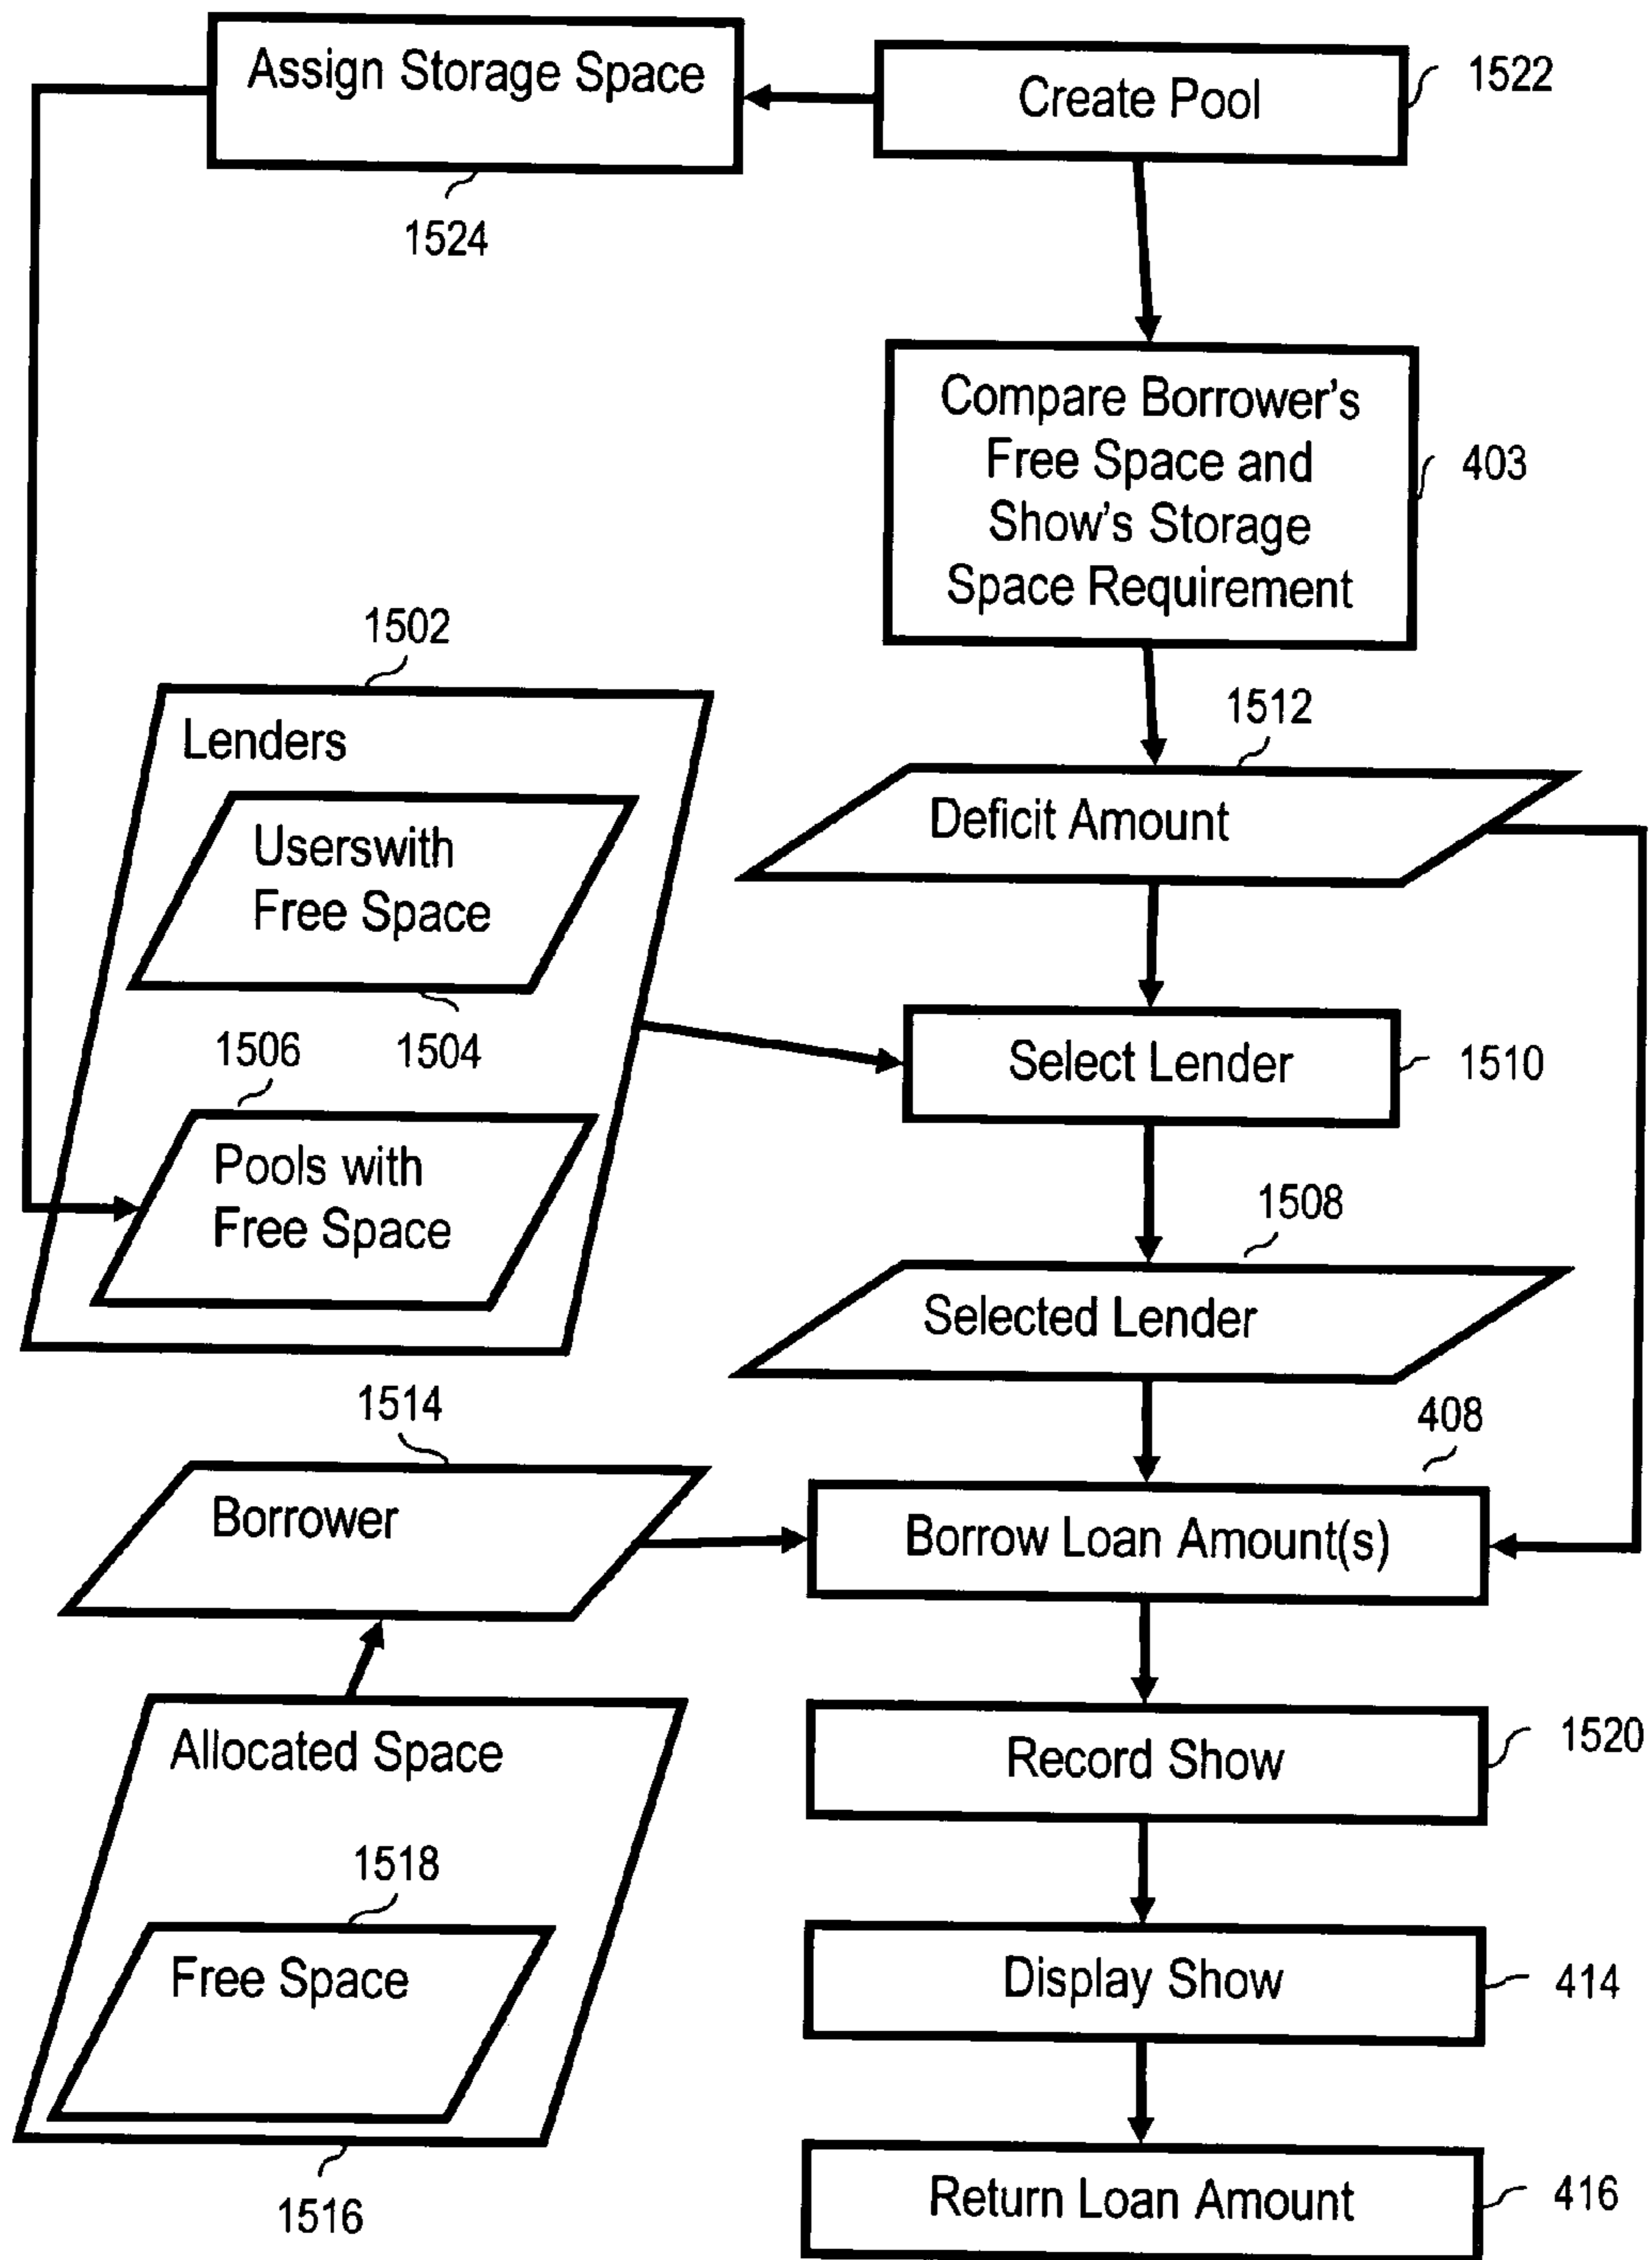 Assign Storage Space
Create Pool
1522
1524
Compare Borrower's
Free Space and
Show's Storage
Space Requirement
403
1502
Lenders
1512
Deficit Amount
Userswith
Free Space
1504
1506
Select Lender
1510
Pools with
Free Space
1508
Selected Lender
1514
408
Borrower
Borrow Loan Amount(s)
Allocated Space
Record Show
1520
1518
Free Space
Display Show
414
1516
Return Loan Amount
416